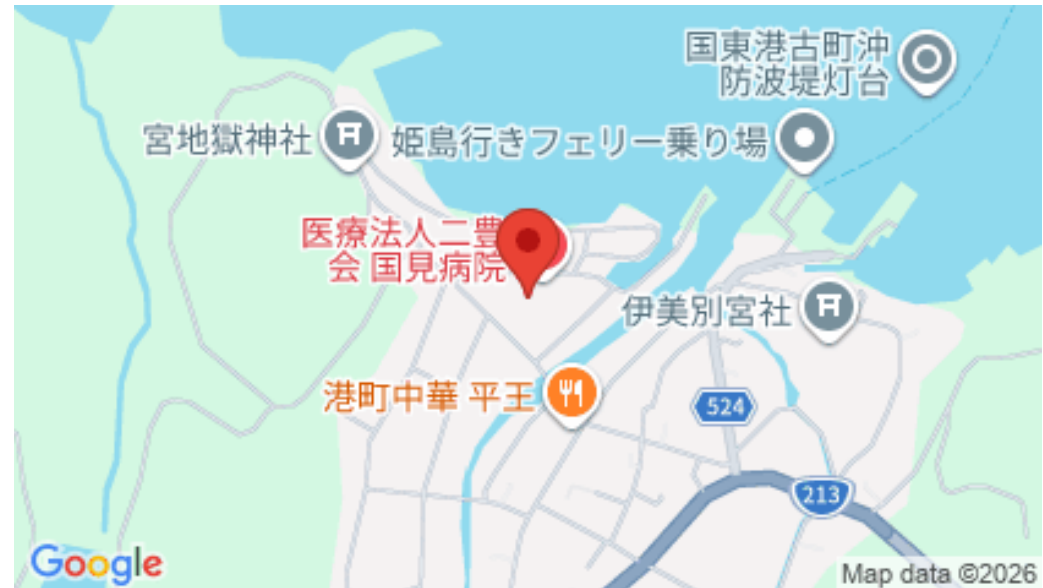 国東港古町沖
防波堤灯台
宮地獄神社
姫島行きフェリー乗り場
医療法人二豊
会 国見病院
伊美別宮社
港町中華 平王
524
213
Google
Map data ©2026